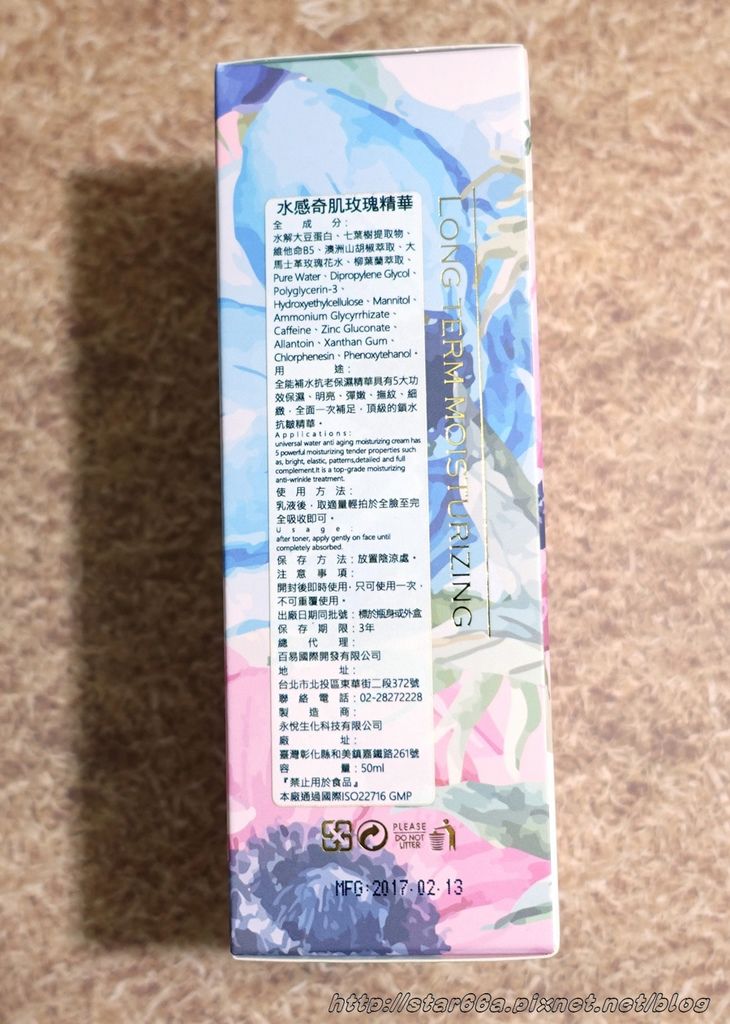 水感奇肌玫瑰精華
全成分：
水解大豆蛋白、七葉樹提取物、
維他命B5、澳洲山胡椒萃取、大
馬士革玫瑰花水、柳葉蘭萃取、
Pure Water、Dipropylene Glycol、
Polyglycerin-3、
Hydroxyethylcellulose、Mannitol、
Ammonium Glycyrrhizate、
Caffeine、Zinc Gluconate、
Allantoin、Xanthan Gum、
Chlorphenesin、Phenoxyetahol。
用途：
全能補水抗老保濕精華具有5大功
效保濕、明亮、彈嫩、撫紋、細
緻，全面一次補足，頂級的鎖水
抗皺精華。
Applications:
universal water anti aging moisturizing cream has
5 powerful moisturizing tender properties such
as, bright, elastic, patterns,detailed and full
complement.It is a top-grade moisturizing
anti-wrinkle treatment.
使用方法：
乳液後，取適量輕拍於全臉至完
全吸收即可。
Usage:
after toner, apply gently on face until
completely absorbed.
保存方法：放置陰涼處。
注意事項：
開封後即時使用，只可使用一次，
不可重覆使用。
出廠日期同批號：標於瓶身或外盒
保存期限：3年
總代理：
百易國際開發有限公司
地址：
台北市北投區東華街二段372號
聯絡電話：02-28272228
製造商：
永悅生化科技有限公司
廠址：
臺灣彰化縣和美鎮嘉鐵路261號
容量：50ml
『禁止用於食品』
本廠通過國際ISO22716 GMP
LONG-TERM MOISTURIZING
PLEASE
DO NOT
LITTER
MFG:2017.02.13
http://star66a.pixnet.net/blog